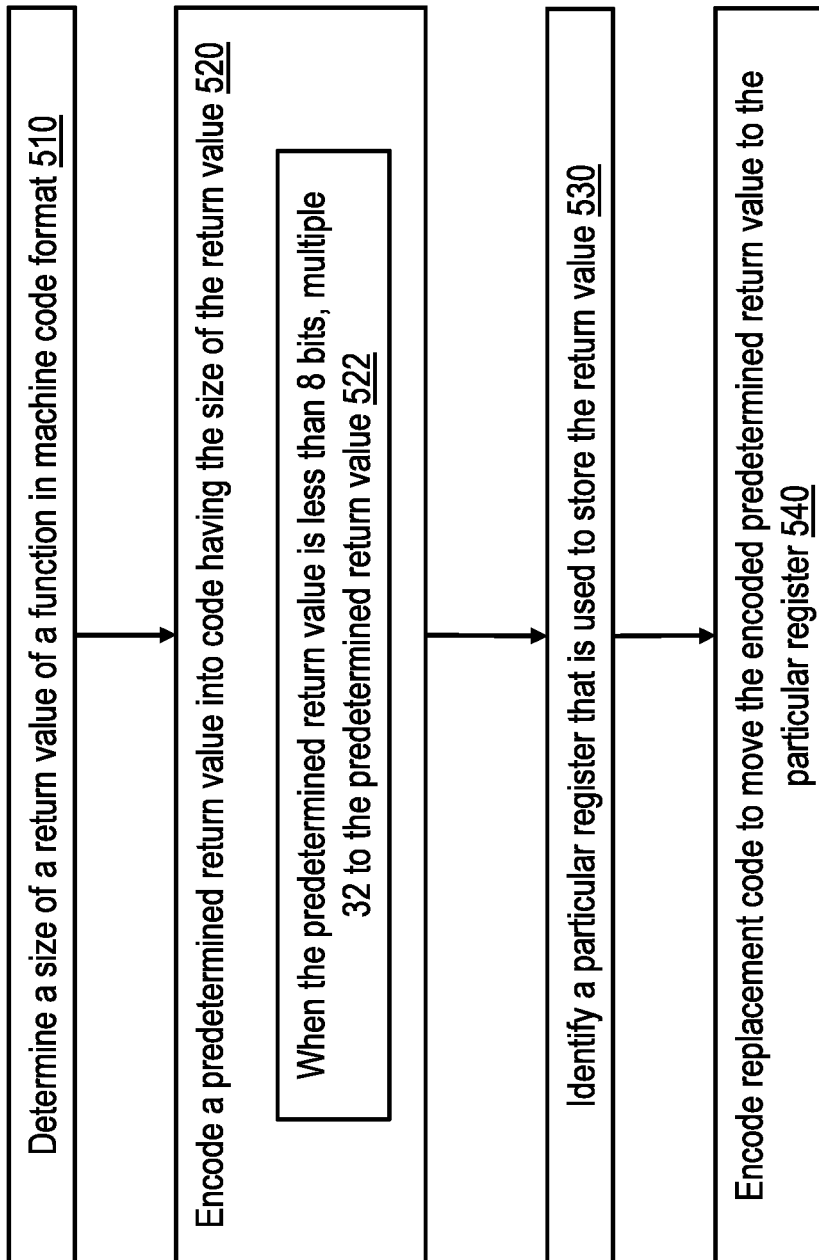 Determine a size of a return value of a function in machine code format 510
Encode a predetermined return value into code having the size of the return value 520
When the predetermined return value is less than 8 bits, multiple
32 to the predetermined return value 522
Identify a particular register that is used to store the return value 530
Encode replacement code to move the encoded predetermined return value to the
particular register 540